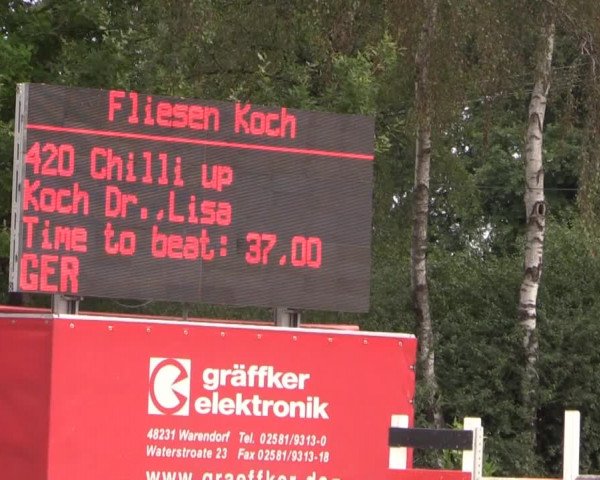 Fliesen Koch
420 Chilli up
Koch Dr.,Lisa
Time to beat: 37.00
GER
gräffker
elektronik
48231 Warendorf Tel. 02581/9313-0
Waterstroate 23 Fax 02581/9313-18